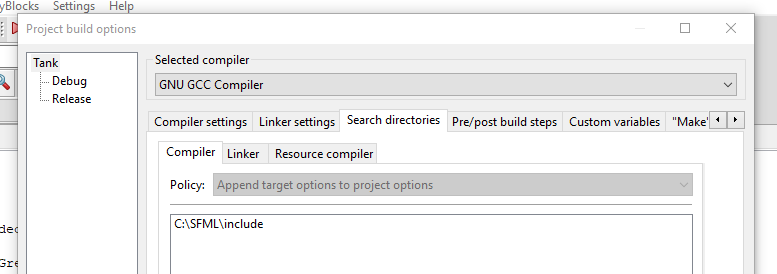 yBlocks Settings Help
Project build options
Tank
Debug
Release
Selected compiler
GNU GCC Compiler
Compiler settings Linker settings Search directories Pre/post build steps Custom variables "Make"
Compiler Linker Resource compiler
Policy: Append target options to project options
C:\SFML\include
dec
Gre